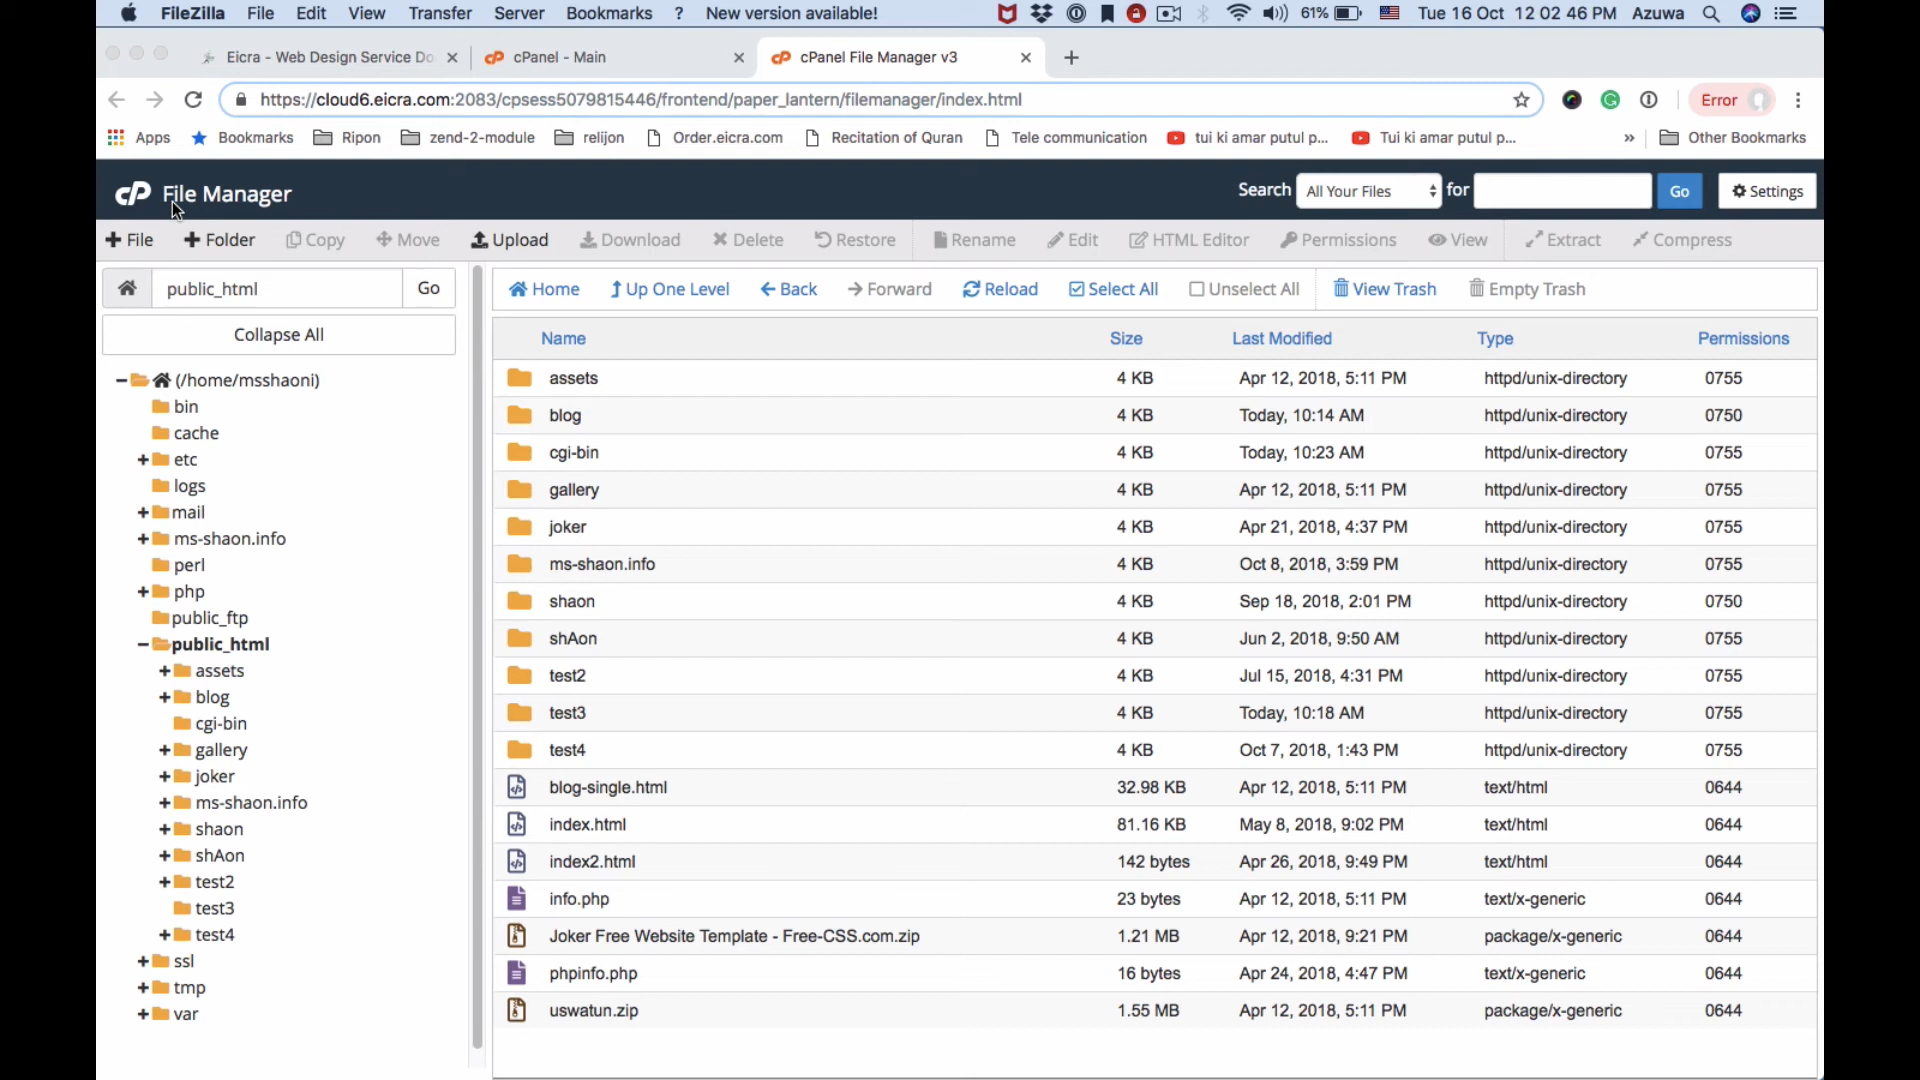 FileZilla File Edit View Transfer Server Bookmarks ? New version available! 61% Tue 16 Oct 12 02 46 PM Azuwa
Eicra - Web Design Service Do cPanel - Main cPanel File Manager v3
https://cloud6.eicra.com:2083/cpsess5079815446/frontend/paper_lantern/filemanager/index.html Error
Apps Bookmarks Ripon zend-2-module relijon Order.eicra.com Recitation of Quran Tele communication tui ki amar putul p... Tui ki amar putul p... » Other Bookmarks
cP File Manager Search All Your Files for Go Settings
File Folder Copy Move Upload Download Delete Restore Rename Edit HTML Editor Permissions View Extract Compress
public_html Go Home Up One Level Back Forward Reload Select All Unselect All View Trash Empty Trash
Collapse All
(/home/msshaoni)
bin
cache
etc
logs
mail
ms-shaon.info
perl
php
public_ftp
public_html
assets
blog
cgi-bin
gallery
joker
ms-shaon.info
shaon
shAon
test2
test3
test4
ssl
tmp
var
Name Size Last Modified Type Permissions
assets 4 KB Apr 12, 2018, 5:11 PM httpd/unix-directory 0755
blog 4 KB Today, 10:14 AM httpd/unix-directory 0750
cgi-bin 4 KB Today, 10:23 AM httpd/unix-directory 0755
gallery 4 KB Apr 12, 2018, 5:11 PM httpd/unix-directory 0755
joker 4 KB Apr 21, 2018, 4:37 PM httpd/unix-directory 0755
ms-shaon.info 4 KB Oct 8, 2018, 3:59 PM httpd/unix-directory 0755
shaon 4 KB Sep 18, 2018, 2:01 PM httpd/unix-directory 0750
shAon 4 KB Jun 2, 2018, 9:50 AM httpd/unix-directory 0755
test2 4 KB Jul 15, 2018, 4:31 PM httpd/unix-directory 0755
test3 4 KB Today, 10:18 AM httpd/unix-directory 0755
test4 4 KB Oct 7, 2018, 1:43 PM httpd/unix-directory 0755
blog-single.html 32.98 KB Apr 12, 2018, 5:11 PM text/html 0644
index.html 81.16 KB May 8, 2018, 9:02 PM text/html 0644
index2.html 142 bytes Apr 26, 2018, 9:49 PM text/html 0644
info.php 23 bytes Apr 12, 2018, 5:11 PM text/x-generic 0644
Joker Free Website Template - Free-CSS.com.zip 1.21 MB Apr 12, 2018, 9:21 PM package/x-generic 0644
phpinfo.php 16 bytes Apr 24, 2018, 4:47 PM text/x-generic 0644
uswatun.zip 1.55 MB Apr 12, 2018, 5:11 PM package/x-generic 0644